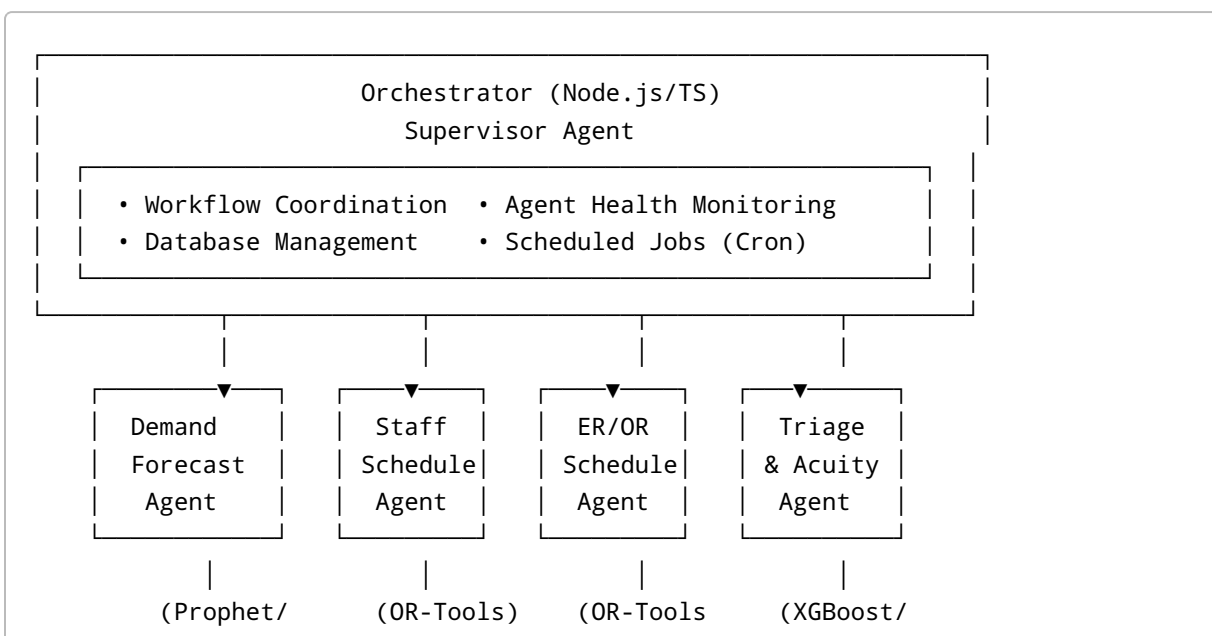 Orchestrator (Node.js/TS)
Supervisor Agent
• Workflow Coordination • Agent Health Monitoring
• Database Management • Scheduled Jobs (Cron)
Demand Staff ER/OR Triage
Forecast Schedule Schedule & Acuity
Agent Agent Agent Agent
(Prophet/ (OR-Tools) (OR-Tools (XGBoost/